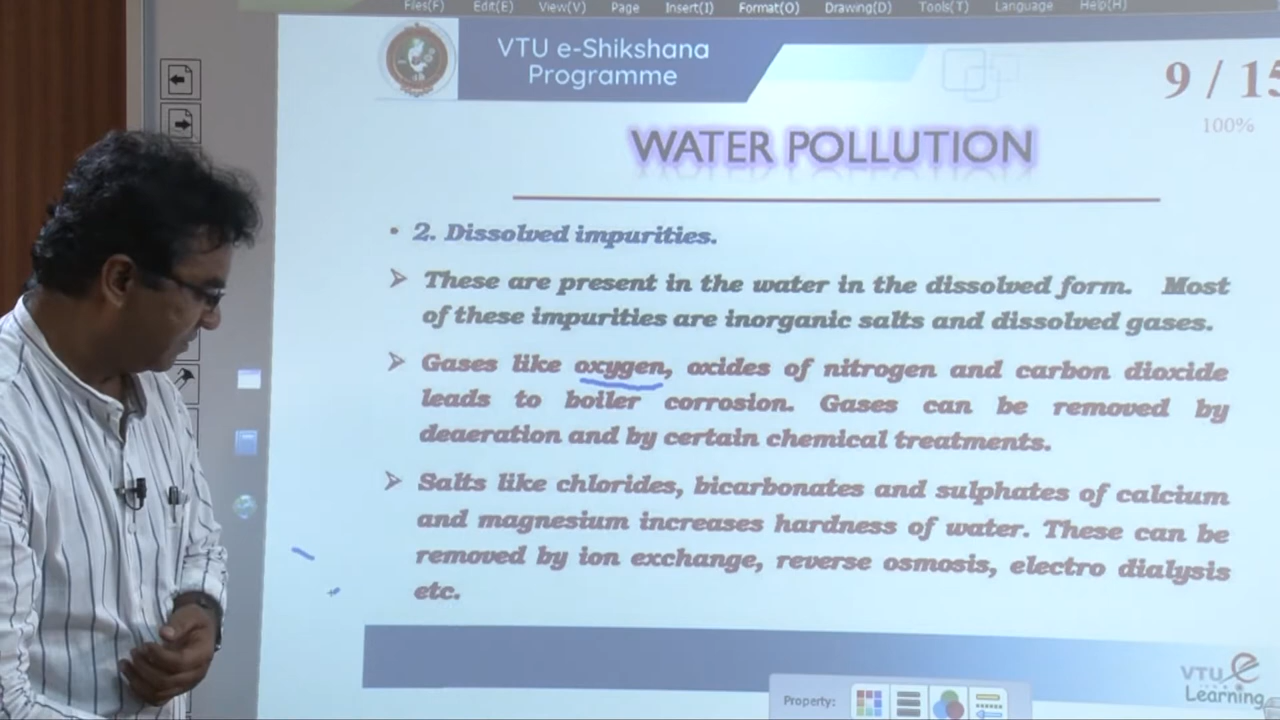 Files(F) Edit(E) View(V) Page Insert(I) Format(O) Drawing(D) Tools(T) Language Help(H)
VTU e-Shikshana
Programme
9 / 15
100%
WATER POLLUTION
• 2. Dissolved impurities.
➢ These are present in the water in the dissolved form. Most
of these impurities are inorganic salts and dissolved gases.
➢ Gases like oxygen, oxides of nitrogen and carbon dioxide
leads to boiler corrosion. Gases can be removed by
deaeration and by certain chemical treatments.
➢ Salts like chlorides, bicarbonates and sulphates of calcium
and magnesium increases hardness of water. These can be
removed by ion exchange, reverse osmosis, electro dialysis
etc.
VTU e
Learning
Property: